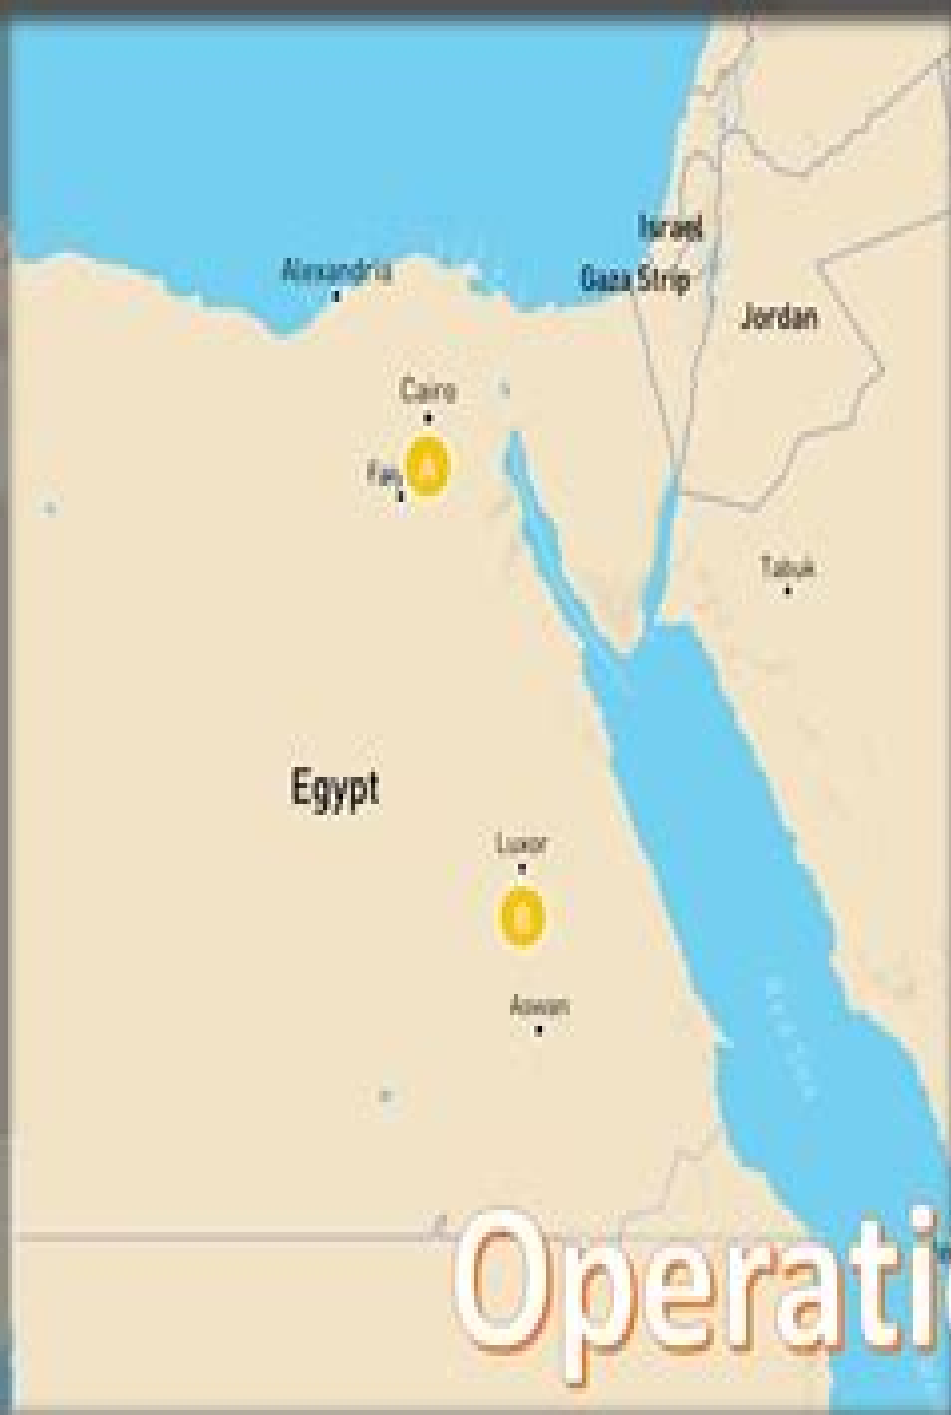 Israel
Alexandria
Gaza Strip
Jordan
Cairo
A
Tabuk
Egypt
Luxor
Aswan
Operati